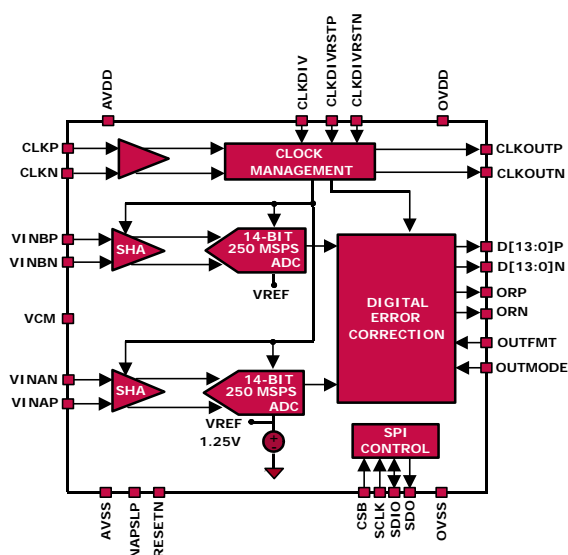 AVDD
CLKDIV
CLKDIVRSTP
CLKDIVRSTN
OVDD
CLKP
CLKN
CLOCK
MANAGEMENT
CLKOUTP
CLKOUTN
VINBP
VINBN
SHA
14-BIT
250 MSPS
ADC
VREF
D[13:0]P
D[13:0]N
ORP
ORN
OUTFMT
OUTMODE
DIGITAL
ERROR
CORRECTION
VCM
VINAN
VINAP
SHA
14-BIT
250 MSPS
ADC
VREF
1.25V
+
-
SPI
CONTROL
AVSS
NAPSLP
RESETN
CSB
SCLK
SDIO
SDO
OVSS